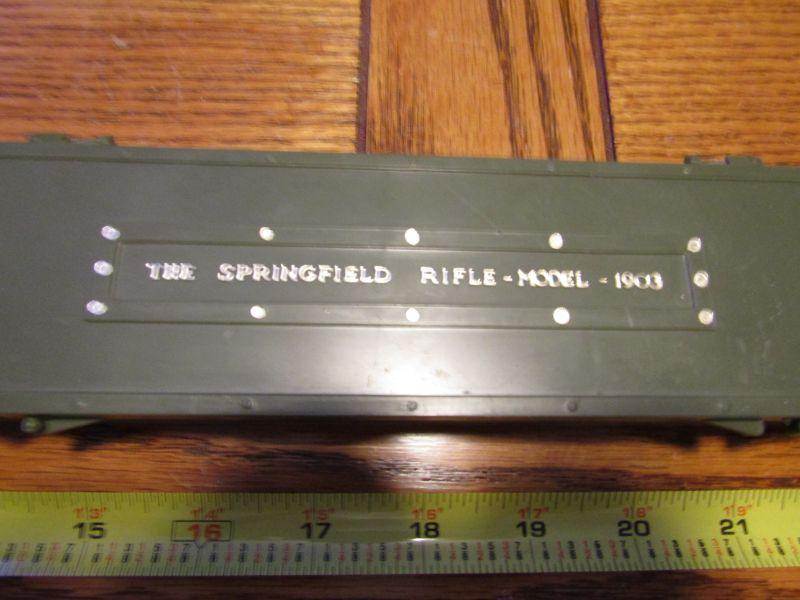 THE SPRINGFIELD RIFLE - MODEL - 1903
1'3" 1'4" 1'5" 1'6" 1'7" 1'8" 1'9"
15 16 17 18 19 20 21